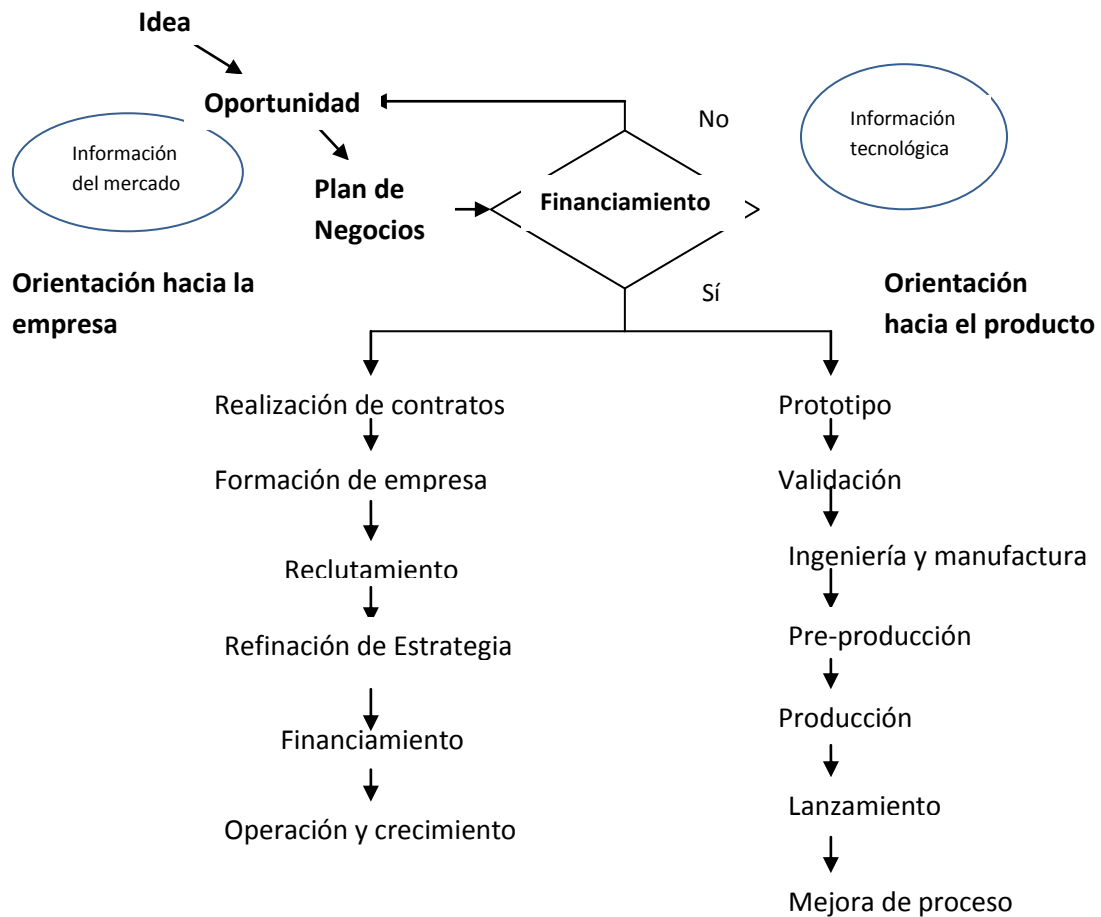 Idea
Oportunidad
No
Información
tecnológica
Información
del mercado
Plan de
Negocios
Financiamiento
Orientación hacia la
empresa
Sí
Orientación
hacia el producto
Realización de contratos
Prototipo
Formación de empresa
Validación
Reclutamiento
Ingeniería y manufactura
Refinación de Estrategia
Pre-producción
Financiamiento
Producción
Operación y crecimiento
Lanzamiento
Mejora de proceso